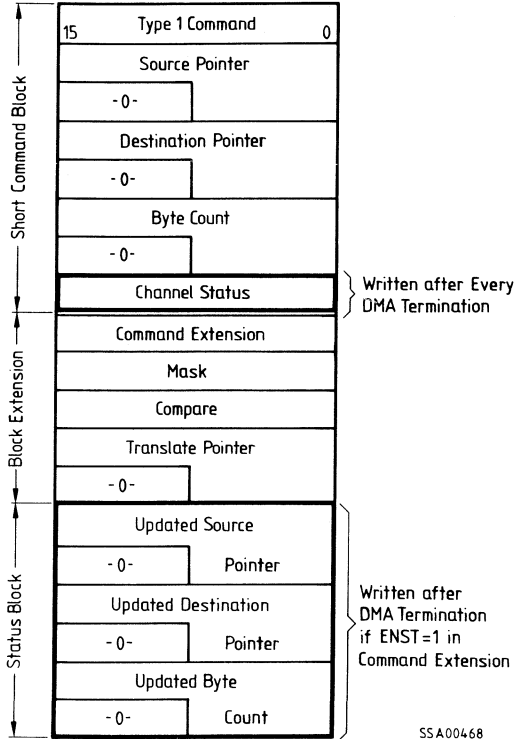 Type 1 Command
15 0
Source Pointer
-0-
Destination Pointer
-0-
Byte Count
-0-
Channel Status
Command Extension
Mask
Compare
Translate Pointer
-0-
Updated Source
-0- Pointer
Updated Destination
-0- Pointer
Updated Byte
-0- Count
Short Command Block
Block Extension
Status Block
Written after Every
DMA Termination
Written after
DMA Termination
if ENST=1 in
Command Extension
SSA00468